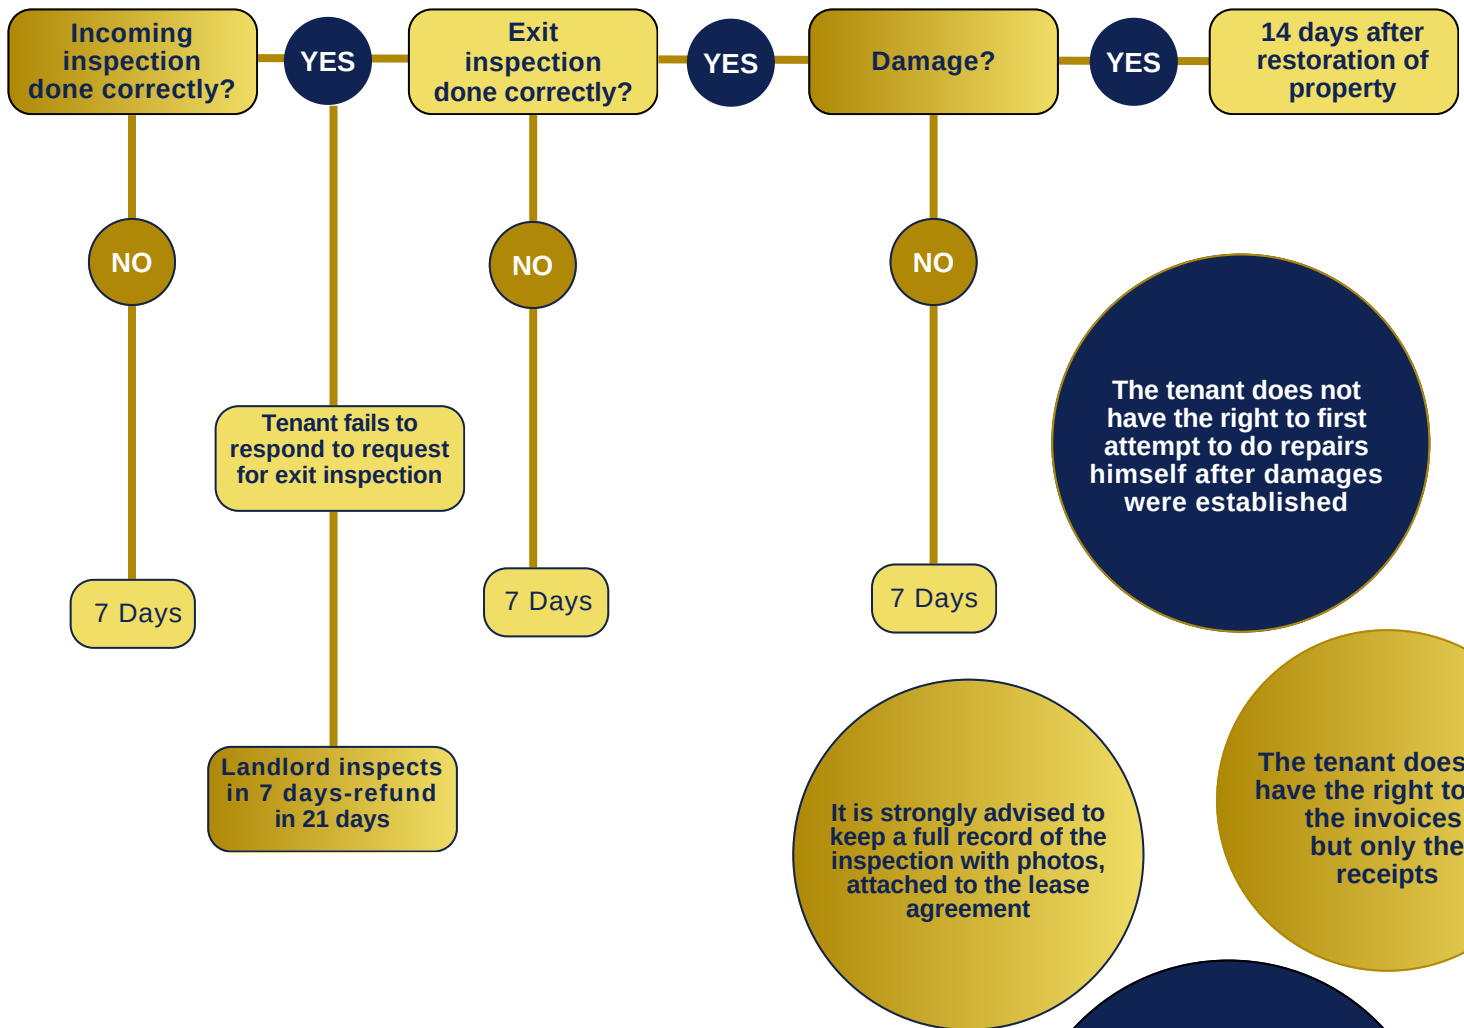 Incoming
inspection
done correctly?
YES
Exit
inspection
done correctly?
YES
Damage?
YES
14 days after
restoration of
property
NO
NO
NO
Tenant fails to
respond to request
for exit inspection
7 Days
7 Days
7 Days
Landlord inspects
in 7 days-refund
in 21 days
The tenant does not
have the right to first
attempt to do repairs
himself after damages
were established
It is strongly advised to
keep a full record of the
inspection with photos,
attached to the lease
agreement
The tenant does
have the right to
the invoices
but only the
receipts